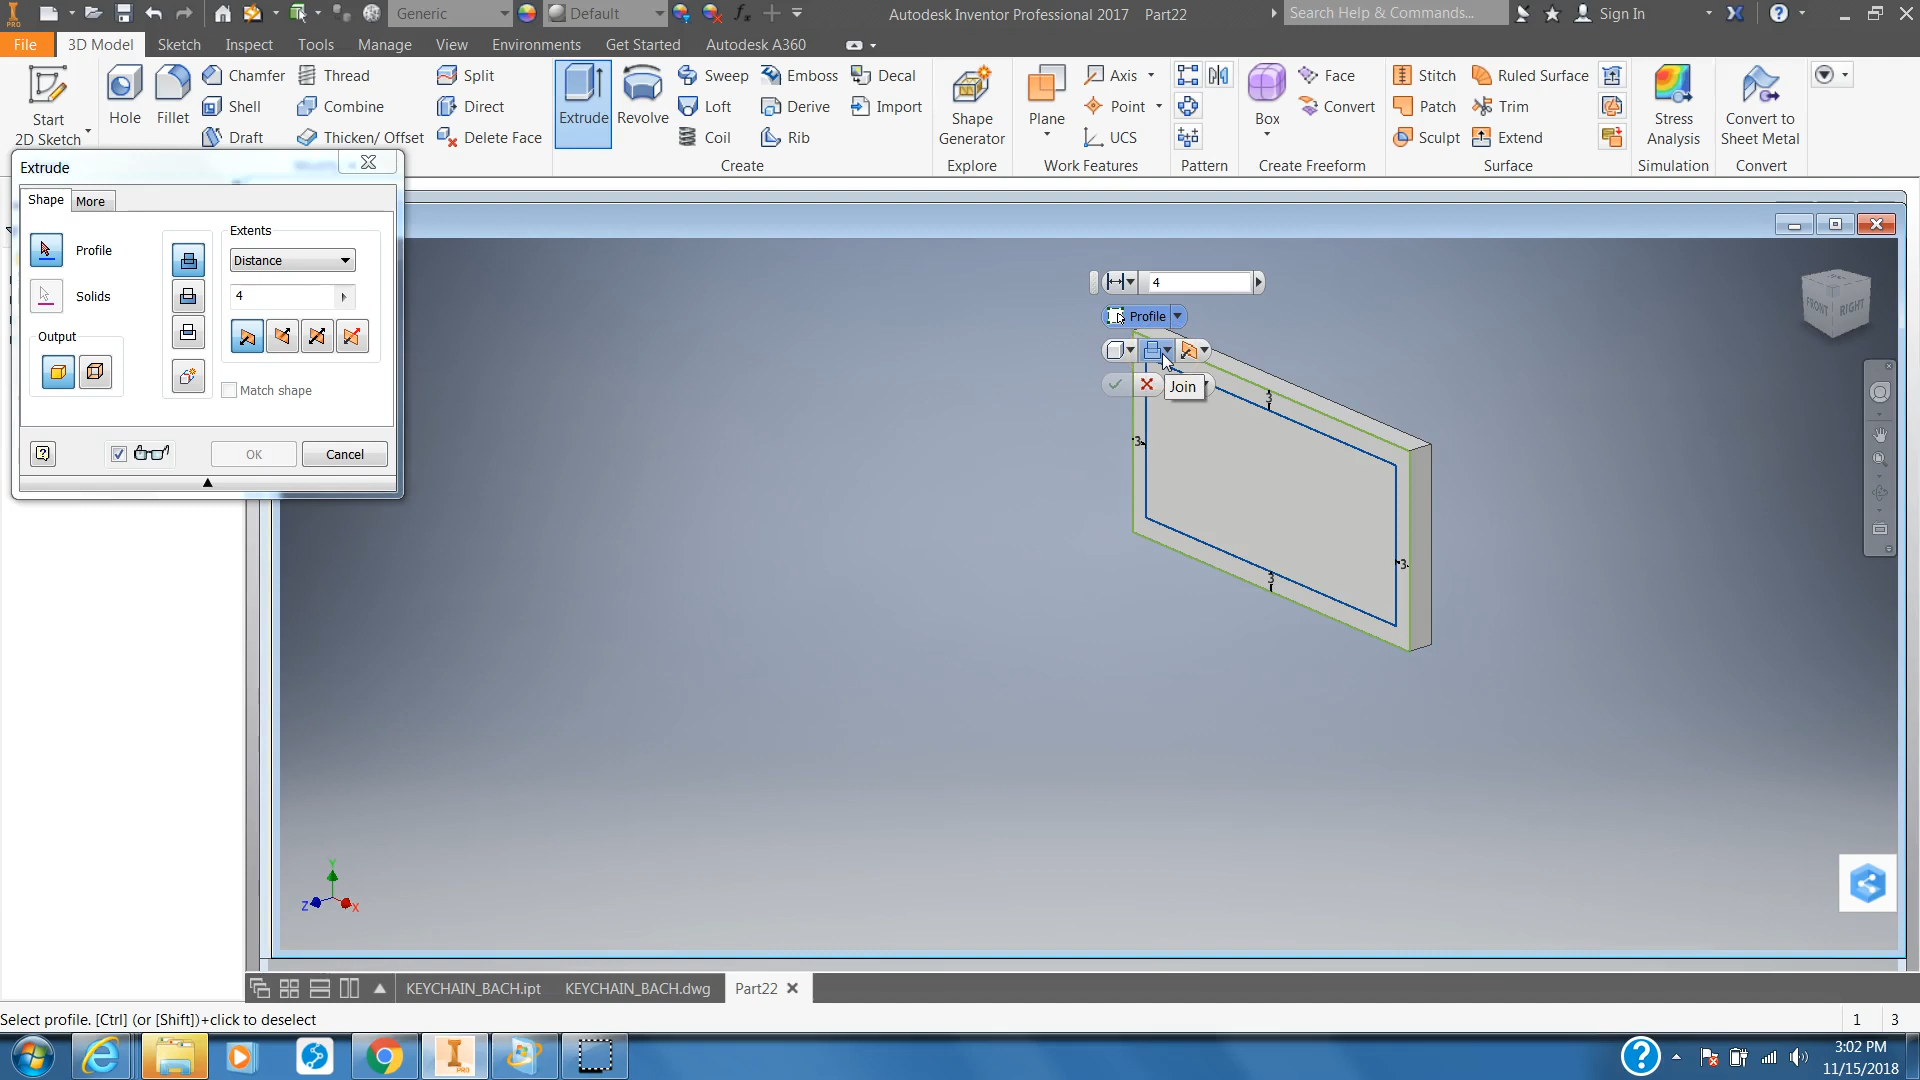 Generic
Default
Autodesk Inventor Professional 2017 Part22
Search Help & Commands...
Sign In
PRO
File
3D Model
Sketch
Inspect
Tools
Manage
View
Environments
Get Started
Autodesk A360
Start
2D Sketch
Hole
Fillet
Chamfer
Shell
Draft
Thread
Combine
Thicken/ Offset
Split
Direct
Delete Face
Extrude
Revolve
Sweep
Loft
Coil
Emboss
Derive
Rib
Decal
Import
Create
Shape
Generator
Explore
Plane
Axis
Point
UCS
Work Features
Pattern
Box
Face
Convert
Create Freeform
Stitch
Patch
Sculpt
Ruled Surface
Trim
Extend
Surface
Stress
Analysis
Simulation
Convert to
Sheet Metal
Convert
Extrude
Shape
More
Profile
Solids
Output
Extents
Distance
4
Match shape
OK
Cancel
4
Profile
Join
3
3
3
3
FRONT
RIGHT
Y
Z
X
KEYCHAIN_BACH.ipt
KEYCHAIN_BACH.dwg
Part22
Select profile. [Ctrl] (or [Shift])+click to deselect
1
3
PRO
3:02 PM
11/15/2018